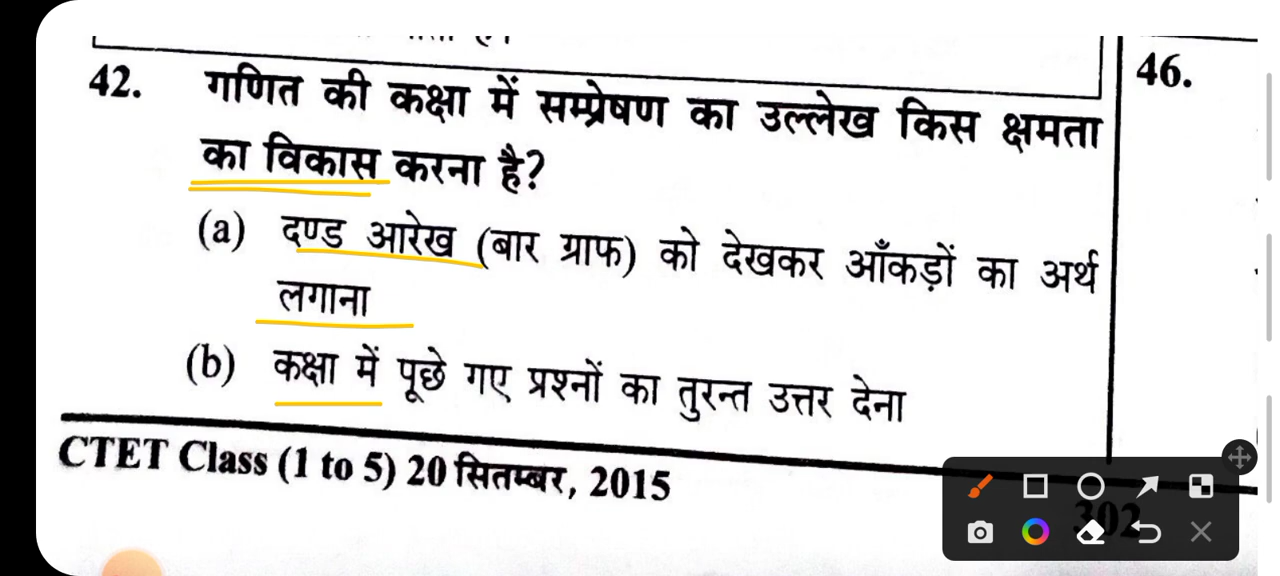 42. गणित की कक्षा में सम्प्रेषण का उल्लेख किस क्षमता
का विकास करना है?
(a) दण्ड आरेख (बार ग्राफ) को देखकर आँकड़ों का अर्थ
लगाना
(b) कक्षा में पूछे गए प्रश्नों का तुरन्त उत्तर देना
CTET Class (1 to 5) 20 सितम्बर, 2015
46.
302